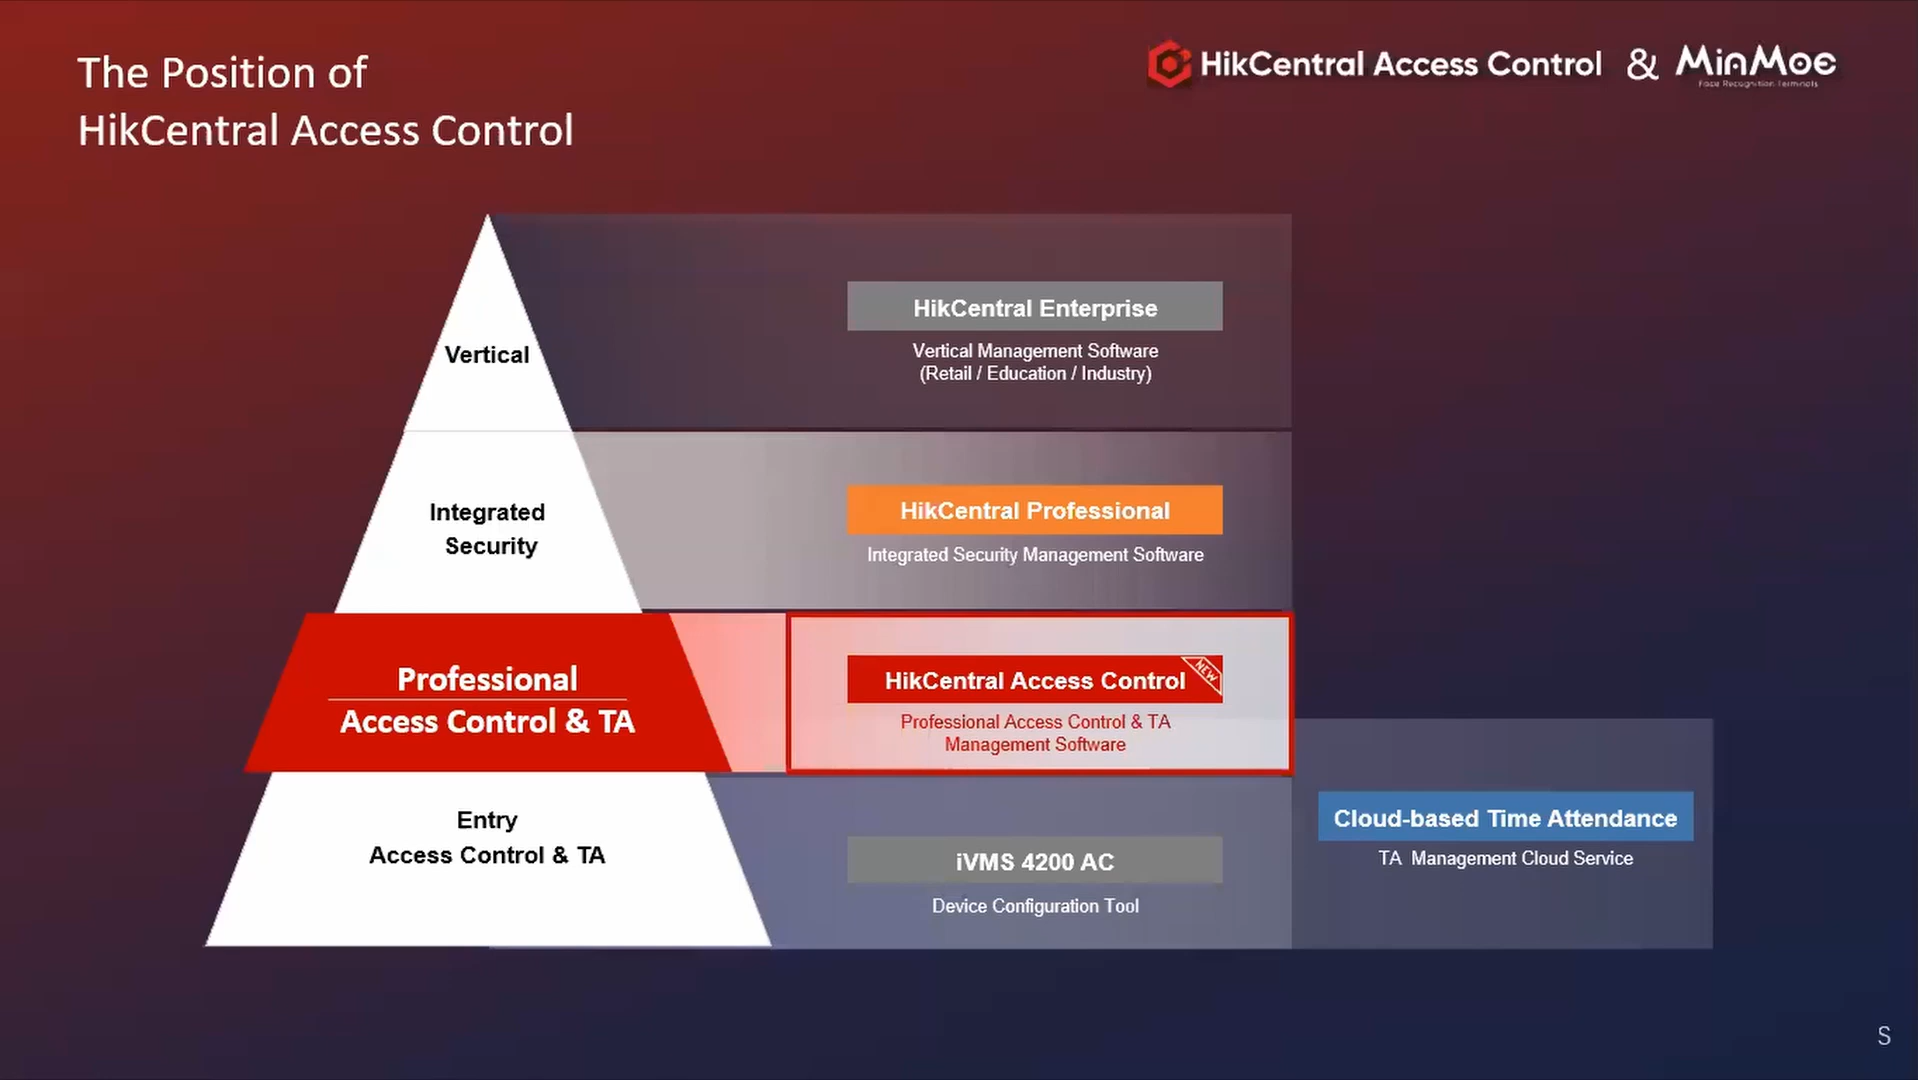 The Position of
HikCentral Access Control
HikCentral Access Control & MinMoe
Face Recognition Terminals
Vertical
HikCentral Enterprise
Vertical Management Software
(Retail / Education / Industry)
Integrated
Security
HikCentral Professional
Integrated Security Management Software
Professional
Access Control & TA
HikCentral Access Control
NEW
Professional Access Control & TA
Management Software
Entry
Access Control & TA
iVMS 4200 AC
Device Configuration Tool
Cloud-based Time Attendance
TA Management Cloud Service
S